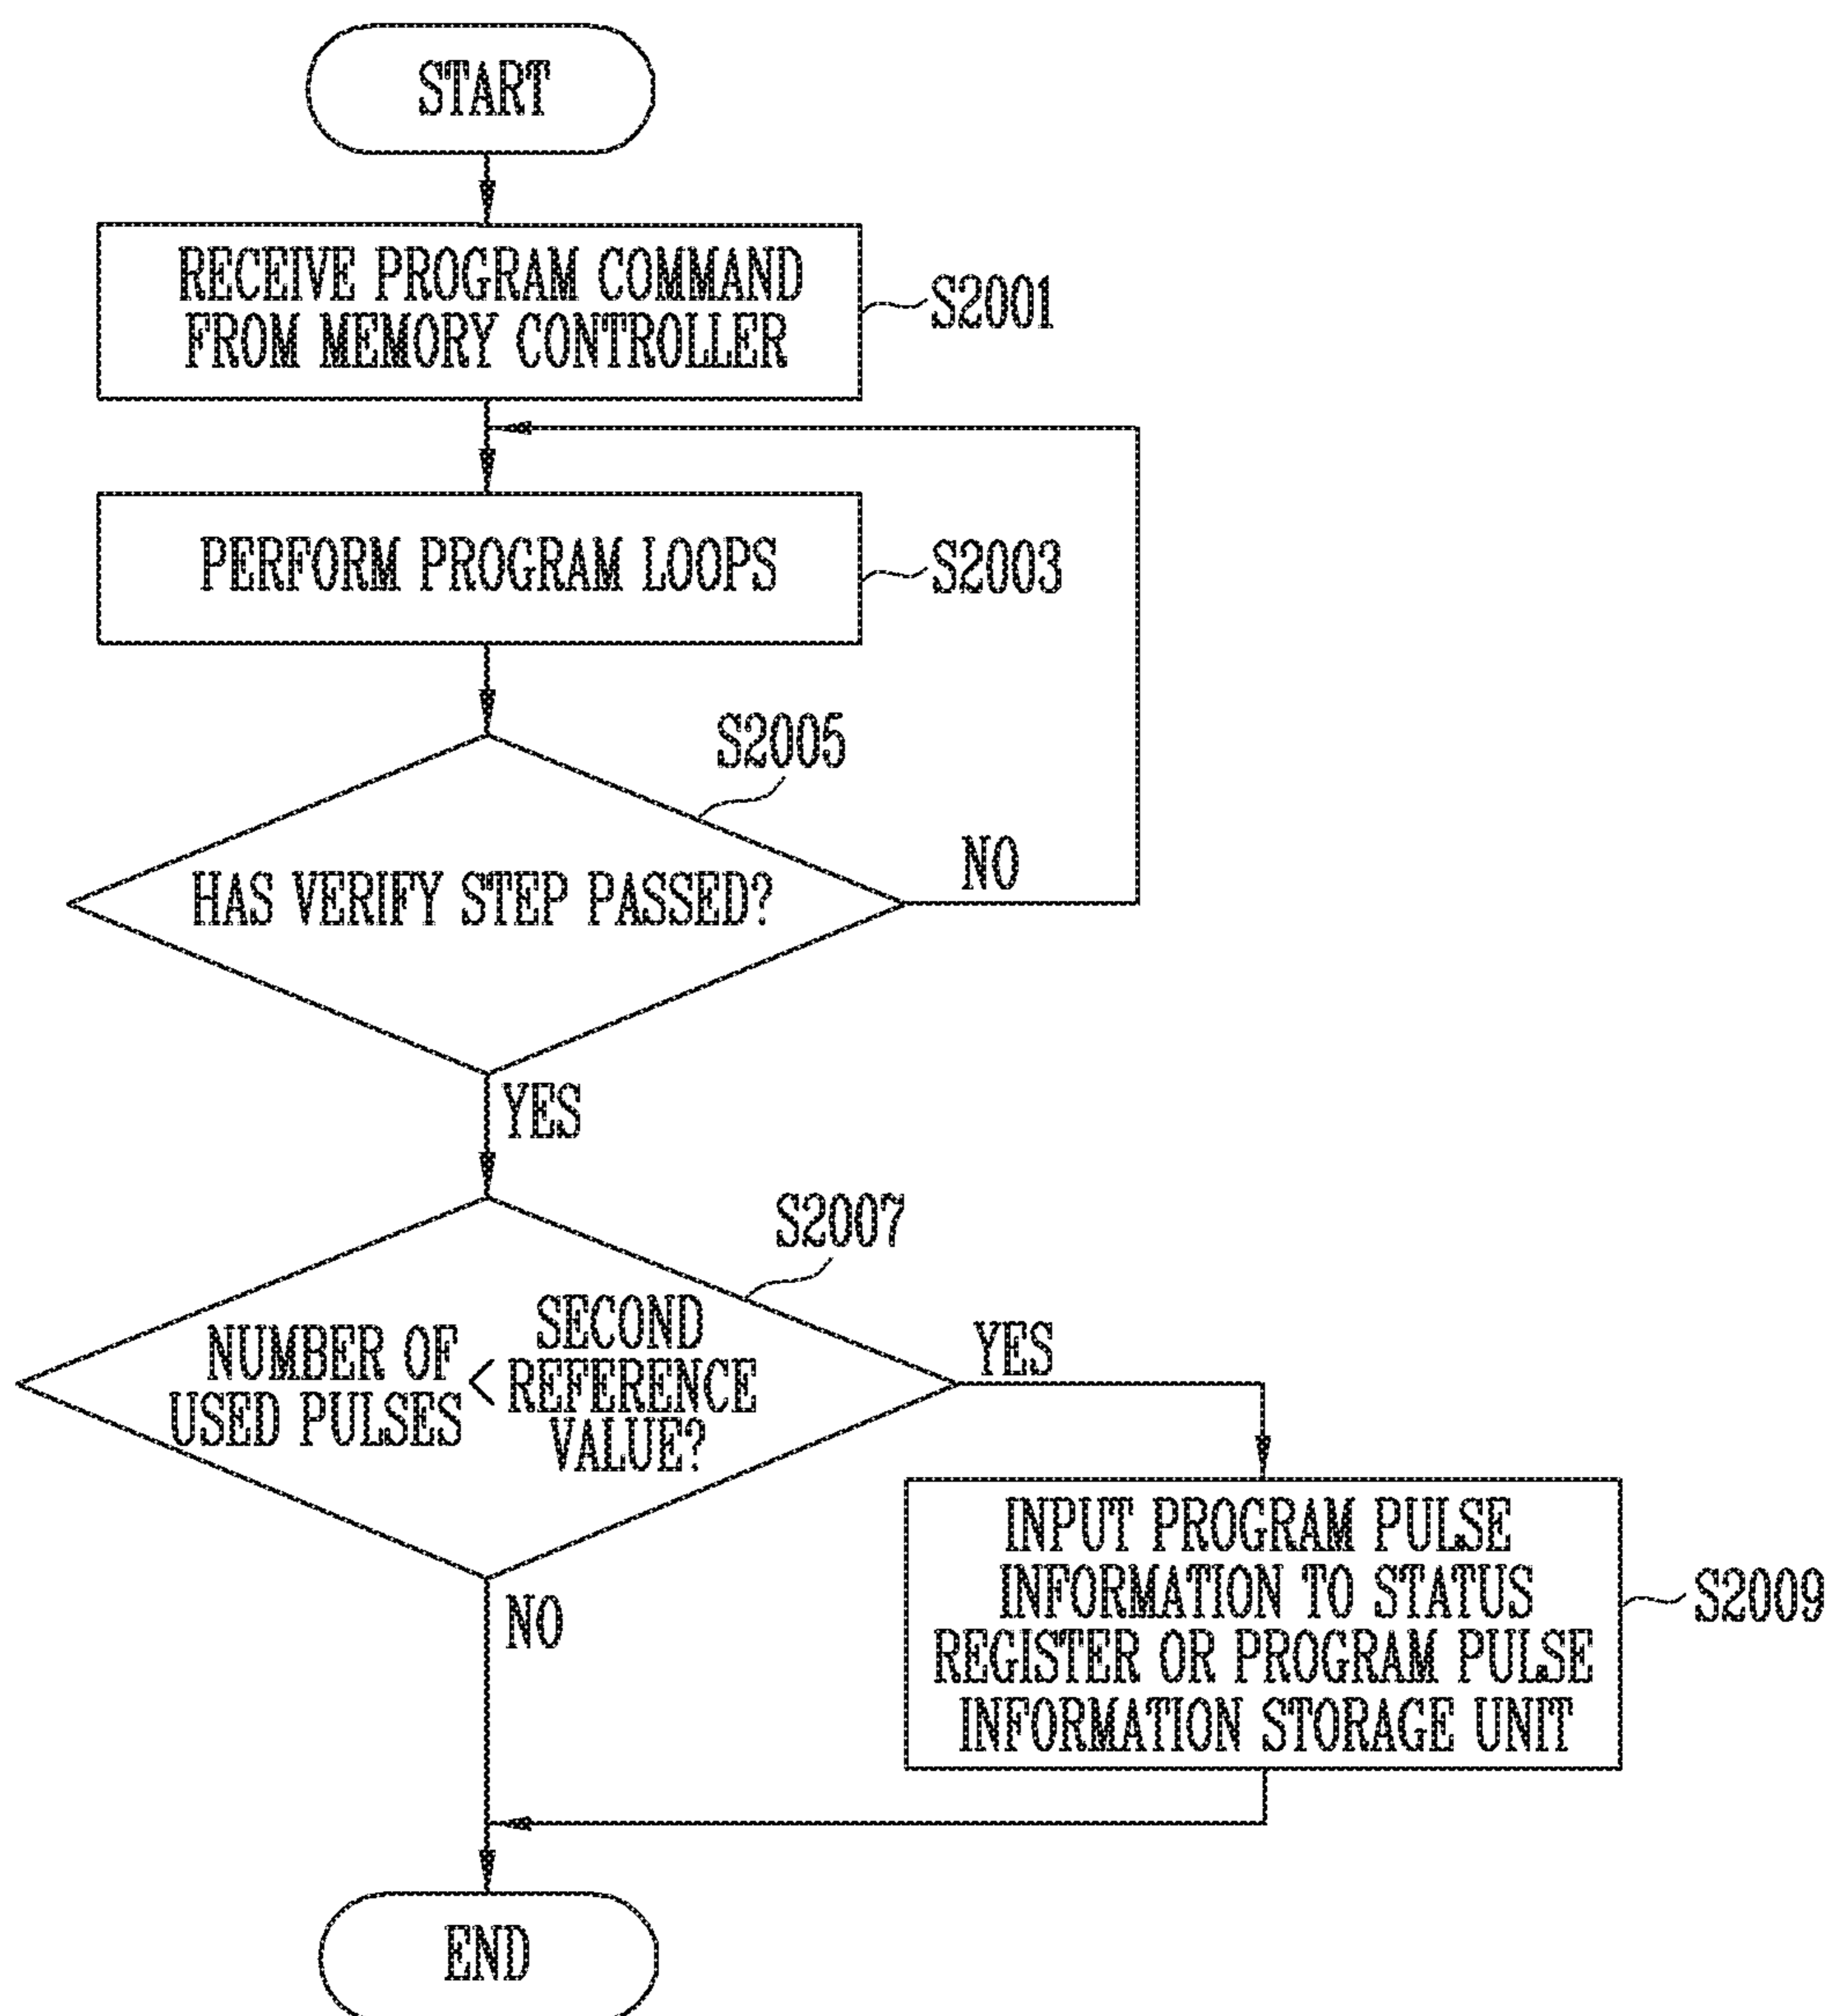 START
RECEIVE PROGRAM COMMAND
FROM MEMORY CONTROLLER
S2001
PERFORM PROGRAM LOOPS
S2003
S2005
HAS VERIFY STEP PASSED?
NO
YES
S2007
NUMBER OF
USED PULSES
<
SECOND
REFERENCE
VALUE?
YES
NO
INPUT PROGRAM PULSE
INFORMATION TO STATUS
REGISTER OR PROGRAM PULSE
INFORMATION STORAGE UNIT
S2009
END